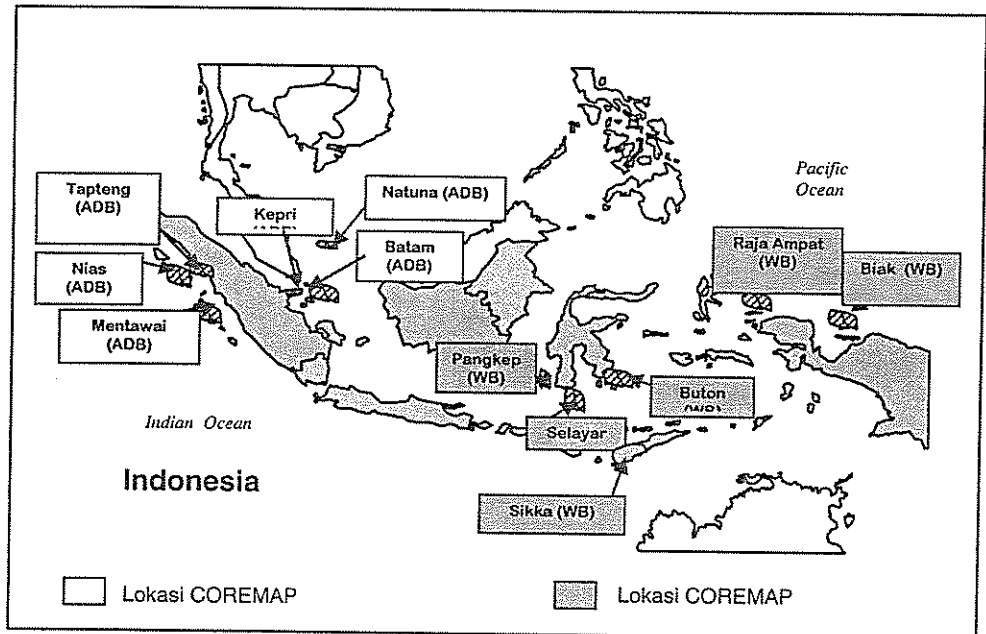 Pacific
Ocean
Tapteng
(ADB)
Kepri
Natuna (ADB)
Batam
(ADB)
Raja Ampat
(WB)
Biak (WB)
Nias
(ADB)
Mentawai
(ADB)
Pangkep
(WB)
Buton
Indian Ocean
Selayar
Indonesia
Sikka (WB)
Lokasi COREMAP
Lokasi COREMAP